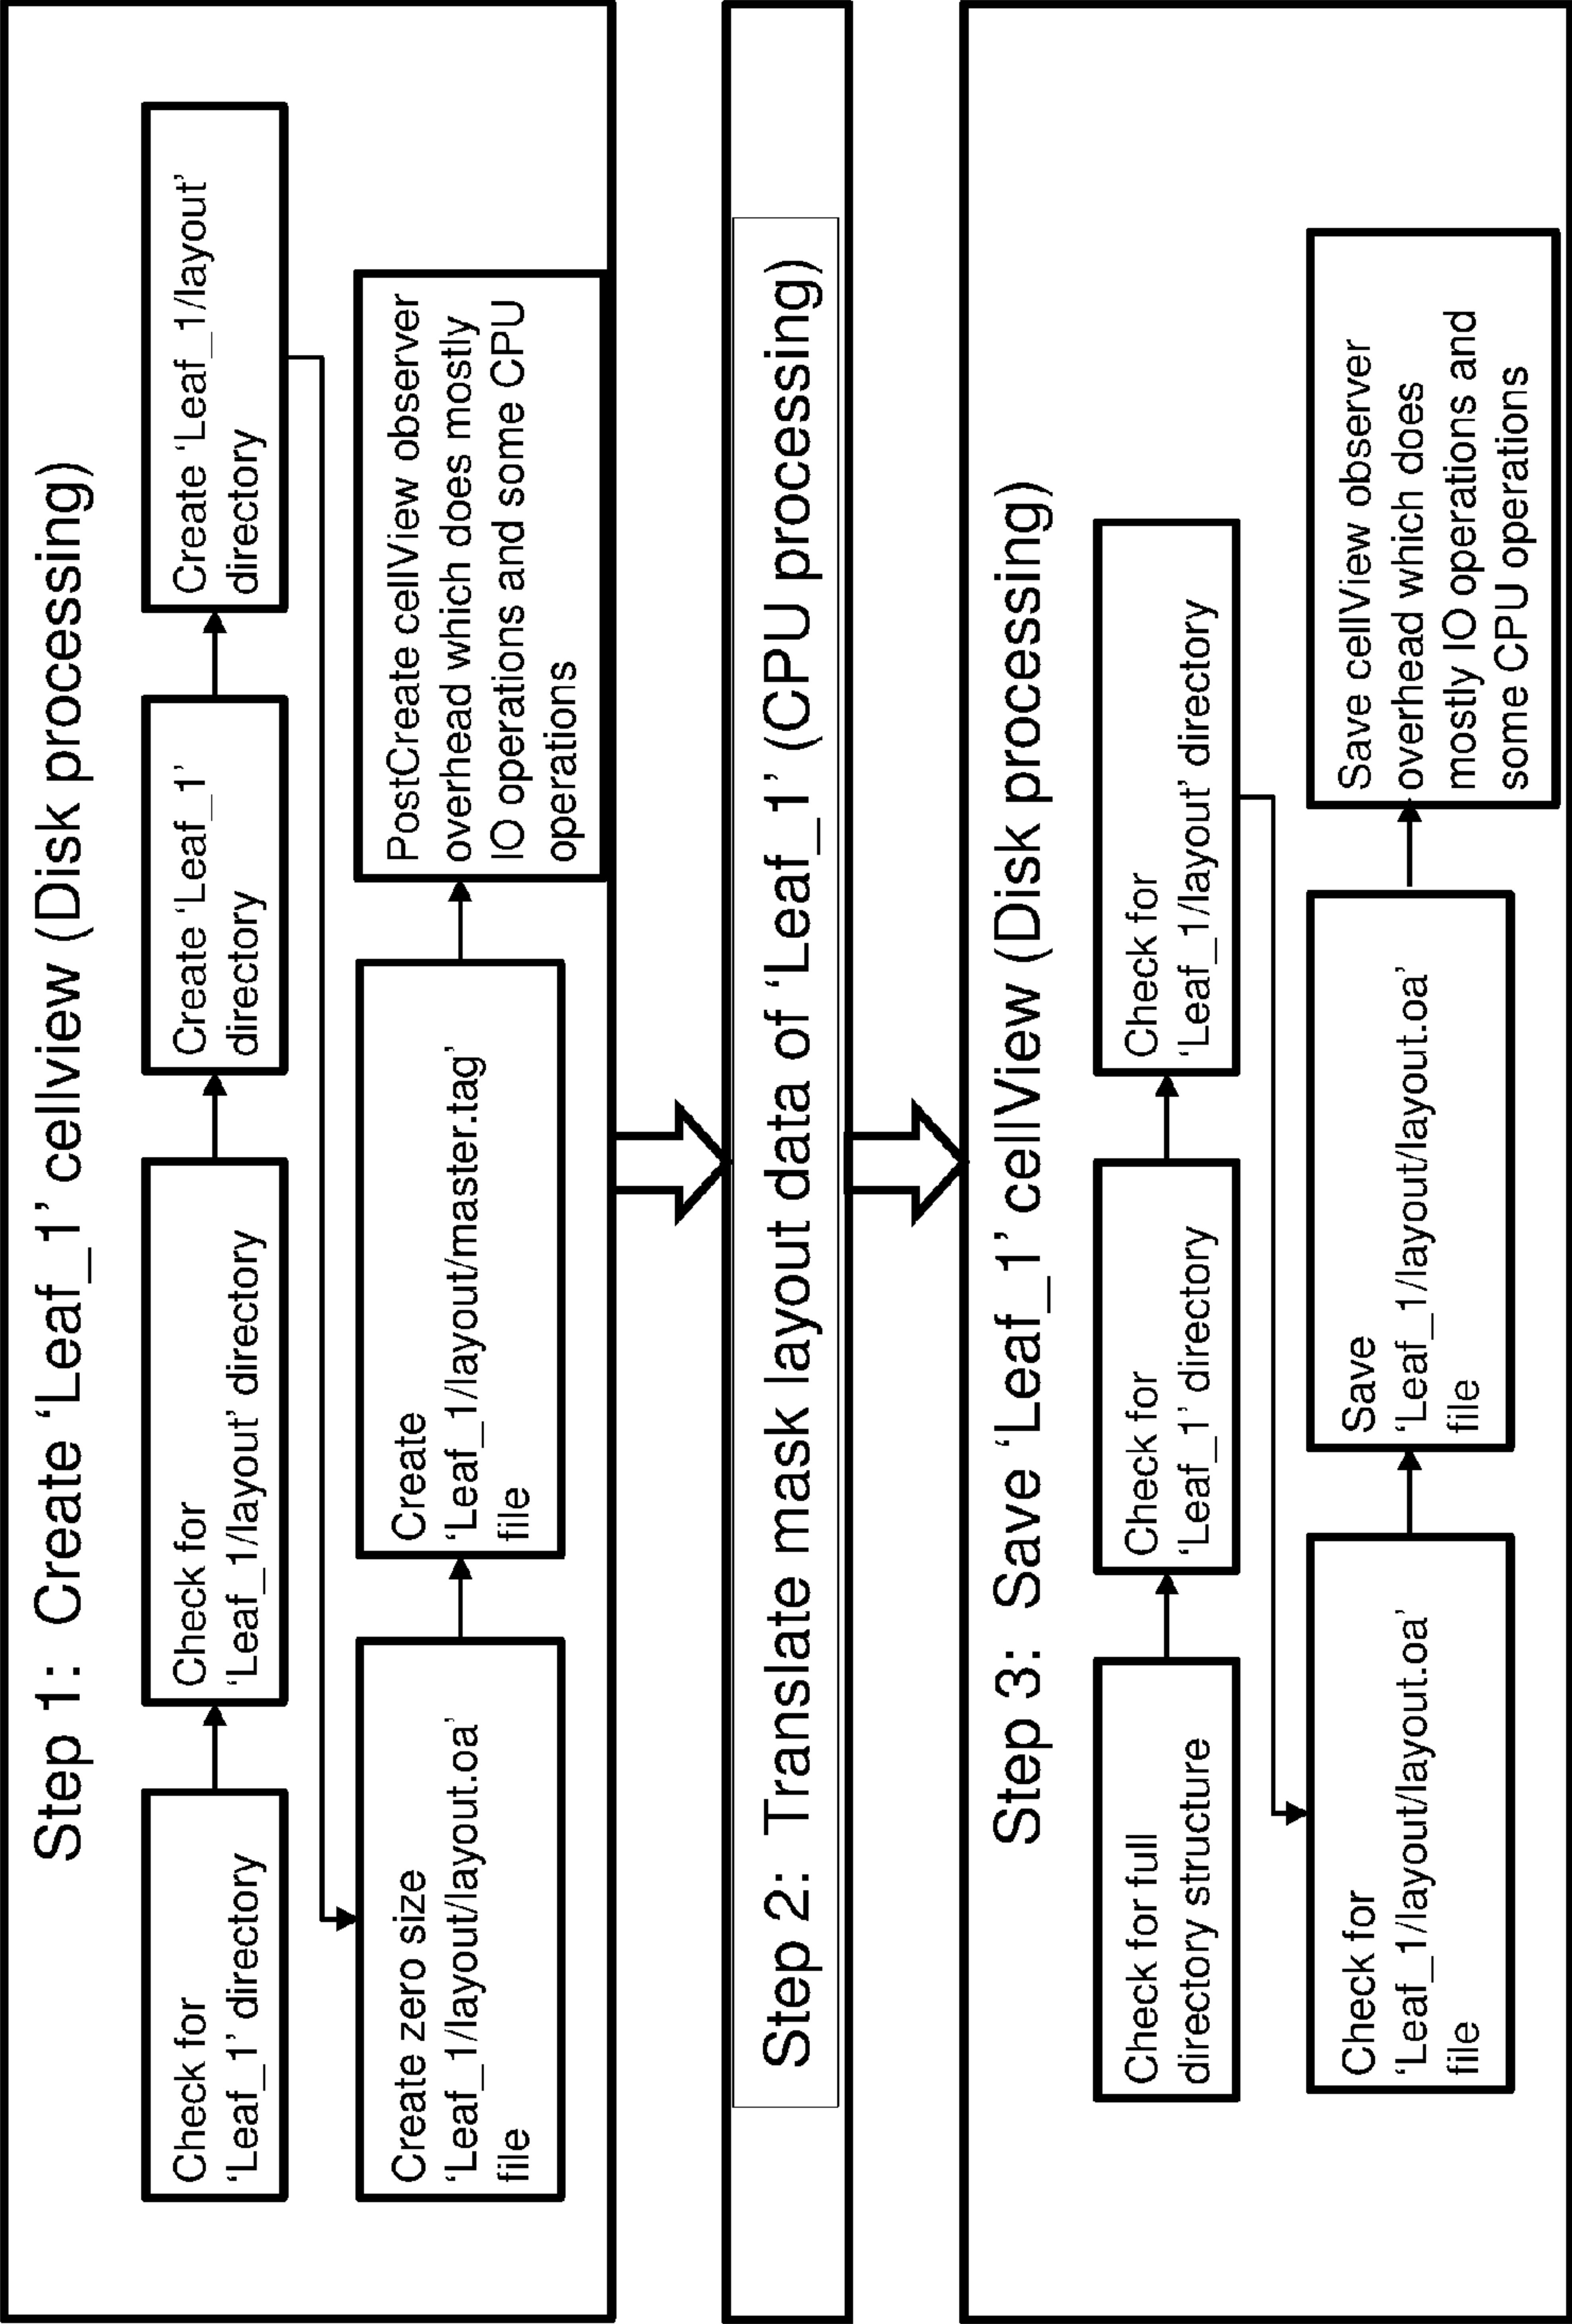 Step 1: Create ‘Leaf_1’ cellview (Disk processing)
Check for
‘Leaf_1’ directory
Check for
‘Leaf_1/layout’ directory
Create ‘Leaf_1’
directory
Create ‘Leaf_1/layout’
directory
Create zero size
‘Leaf_1/layout/layout.oa’
file
Create
‘Leaf_1/layout/master.tag’
file
PostCreate cellView observer
overhead which does mostly
IO operations and some CPU
operations
Step 2: Translate mask layout data of ‘Leaf_1’ (CPU processing)
Step 3: Save ‘Leaf_1’ cellView (Disk processing)
Check for full
directory structure
Check for
‘Leaf_1’ directory
Check for
‘Leaf_1/layout’ directory
Check for
‘Leaf_1/layout/layout.oa’
file
Save
‘Leaf_1/layout/layout.oa’
file
Save cellView observer
overhead which does
mostly IO operations and
some CPU operations